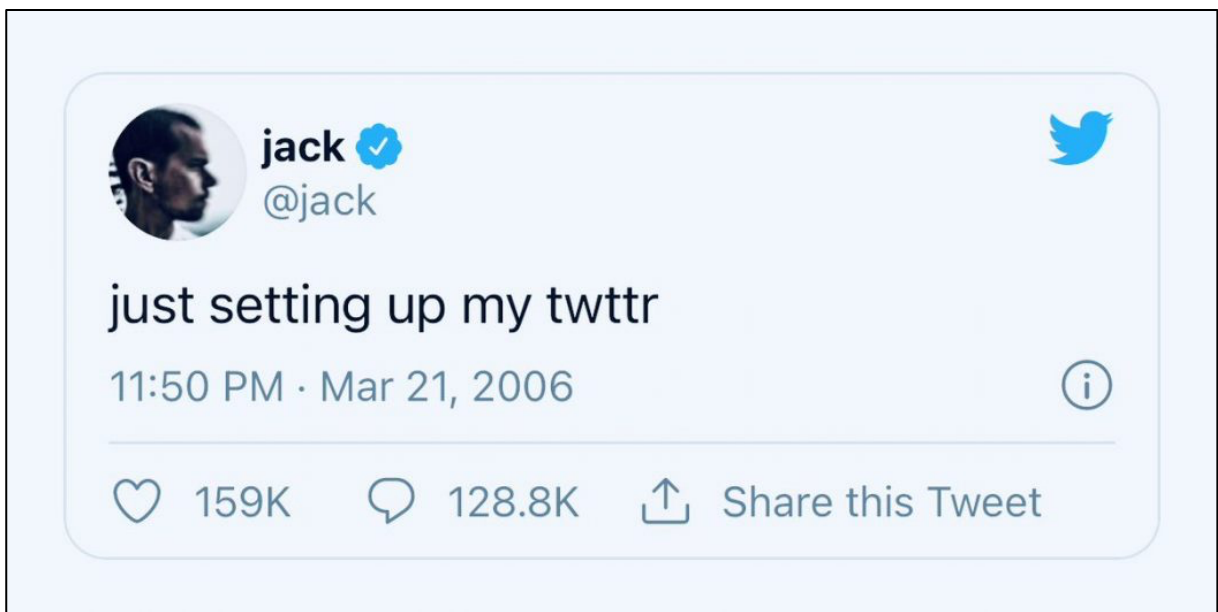 jack
@jack
just setting up my twttr
11:50 PM · Mar 21, 2006
159K 128.8K Share this Tweet